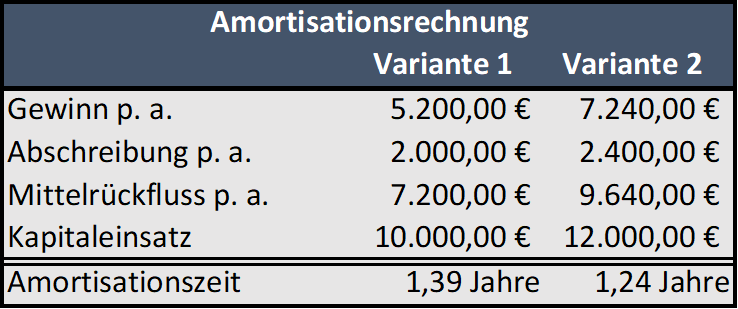 Amortisationsrechnung
Variante 1 Variante 2
Gewinn p. a. 5.200,00 € 7.240,00 €
Abschreibung p. a. 2.000,00 € 2.400,00 €
Mittelrückfluss p. a. 7.200,00 € 9.640,00 €
Kapitaleinsatz 10.000,00 € 12.000,00 €
Amortisationszeit 1,39 Jahre 1,24 Jahre